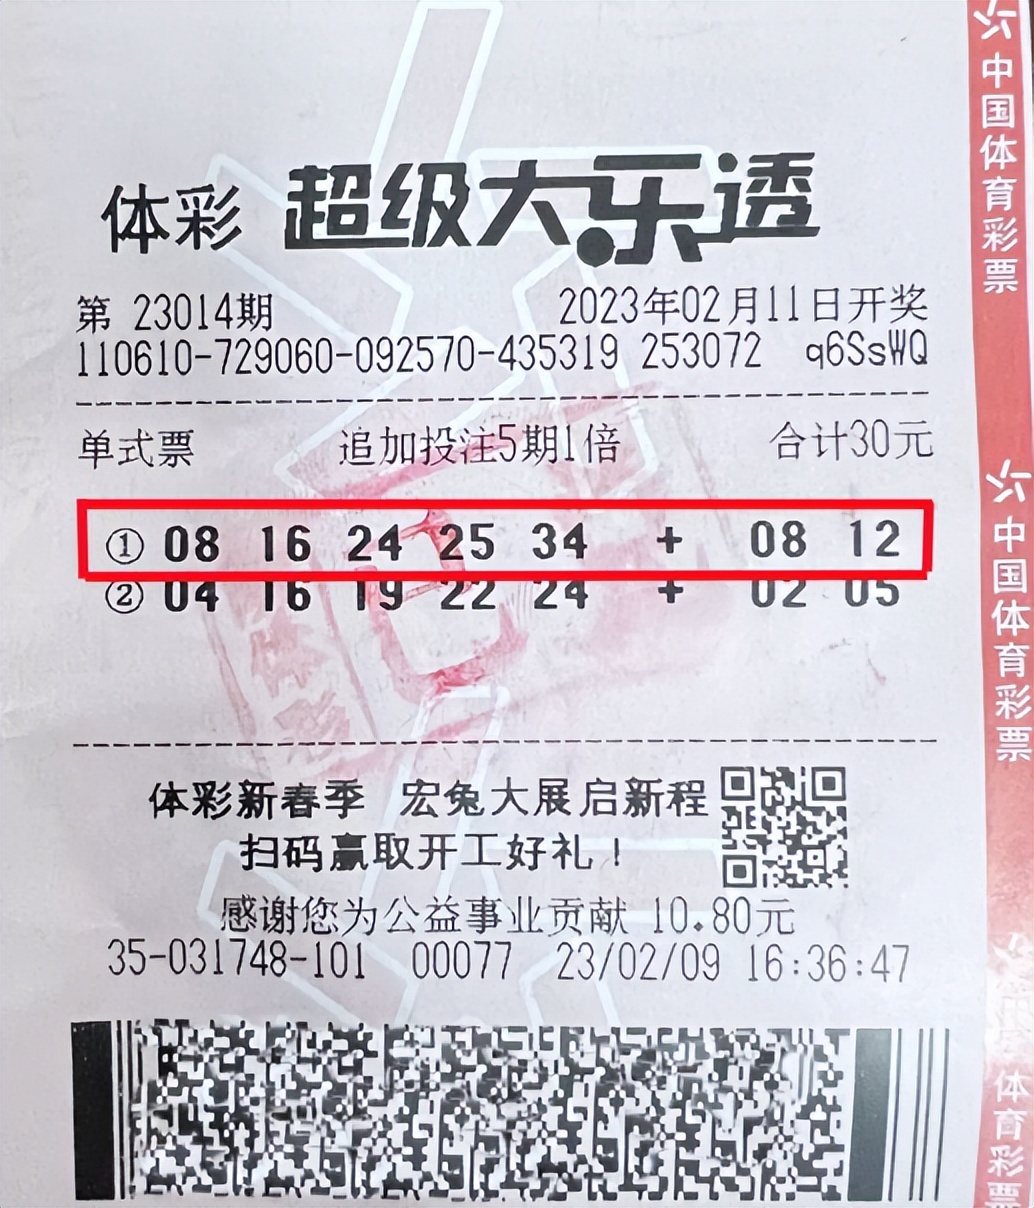 体彩 超级大乐透
第 23014期 2023年02月11日开奖
110610-729060-092570-435319 253072 q6SsWQ
单式票 追加投注5期1倍 合计30元
① 08 16 24 25 34 + 08 12
② 04 16 19 22 24 + 02 05
体彩新春季 宏兔大展启新程
扫码赢取开工好礼！
感谢您为公益事业贡献 10.80元
35-031748-101 00077 23/02/09 16:36:47
中国体育彩票
中国体育彩票
体育彩票